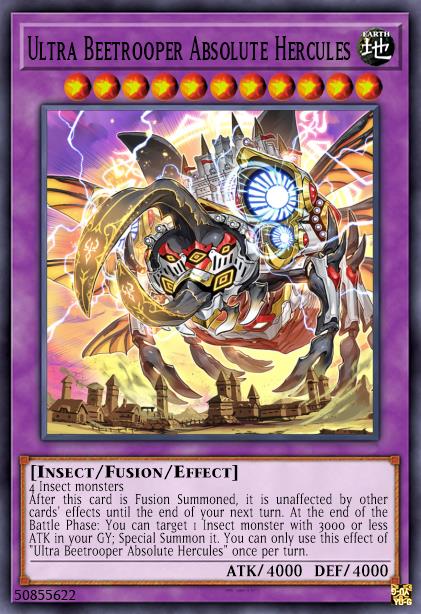 ULTRA BEETROOPER ABSOLUTE HERCULES
EARTH
地
[INSECT/FUSION/EFFECT]
4 Insect monsters
After this card is Fusion Summoned, it is unaffected by other
cards' effects until the end of your next turn. At the end of the
Battle Phase: You can target 1 Insect monster with 3000 or less
ATK in your GY; Special Summon it. You can only use this effect of
"Ultra Beetrooper Absolute Hercules" once per turn.
ATK/4000 DEF/4000
50855622